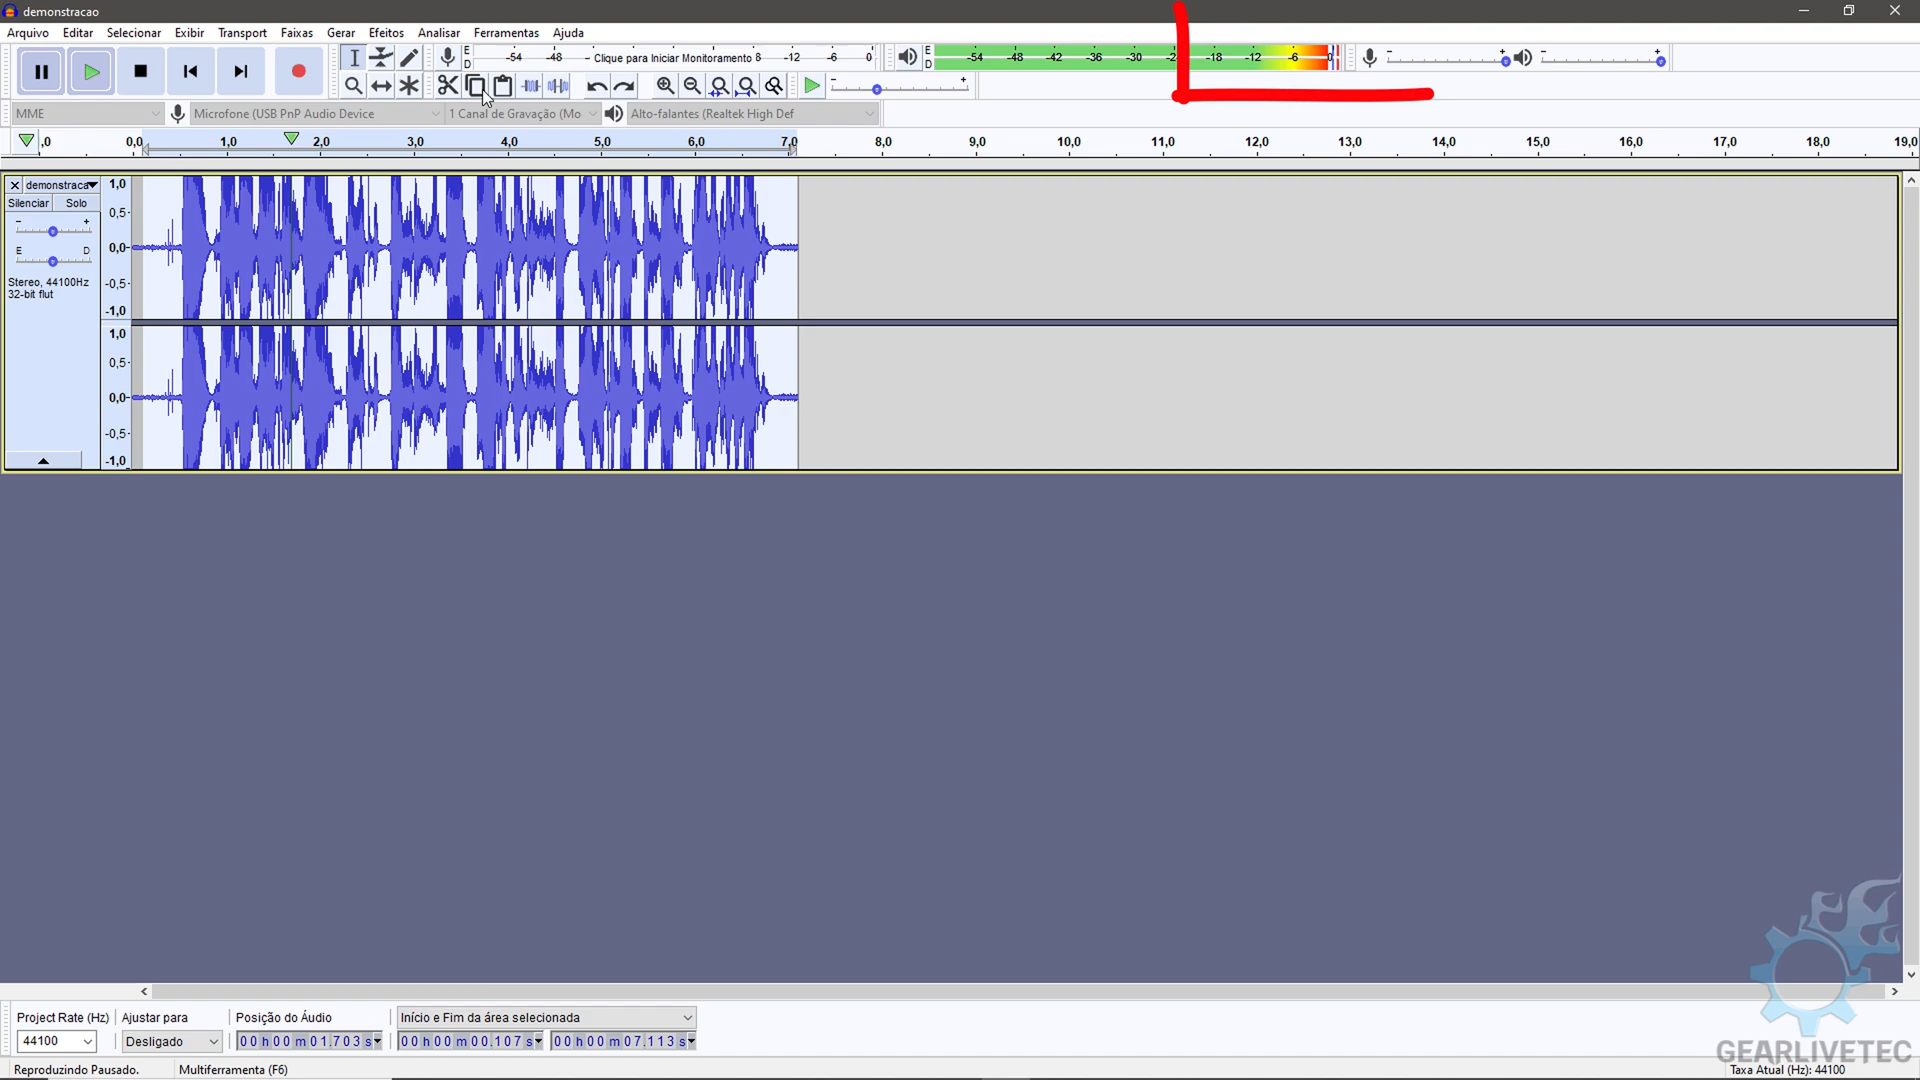 demonstracao
Arquivo Editar Selecionar Exibir Transport Faixas Gerar Efeitos Analisar Ferramentas Ajuda
E
D
-54 -48 - Clique para Iniciar Monitoramento 8 -12 -6 0
E
D
-54 -48 -42 -36 -30 -18 -12 -6 0
- + - +
- +
MME Microfone (USB PnP Audio Device 1 Canal de Gravação (Mo Alto-falantes (Realtek High Def
,0 0,0 1,0 2,0 3,0 4,0 5,0 6,0 7,0 8,0 9,0 10,0 11,0 12,0 13,0 14,0 15,0 16,0 17,0 18,0 19,0
demonstraca
Silenciar Solo
- +
E D
Stereo, 44100Hz
32-bit flut
1,0
0,5
0,0
-0,5
-1,0
1,0
0,5
0,0
-0,5
-1,0
Project Rate (Hz) Ajustar para Posição do Áudio Início e Fim da área selecionada
44100 Desligado 00 h 00 m 01.703 s 00 h 00 m 00.107 s 00 h 00 m 07.113 s
GEARLIVETEC
Reproduzindo Pausado. Multiferramenta (F6) Taxa Atual (Hz): 44100